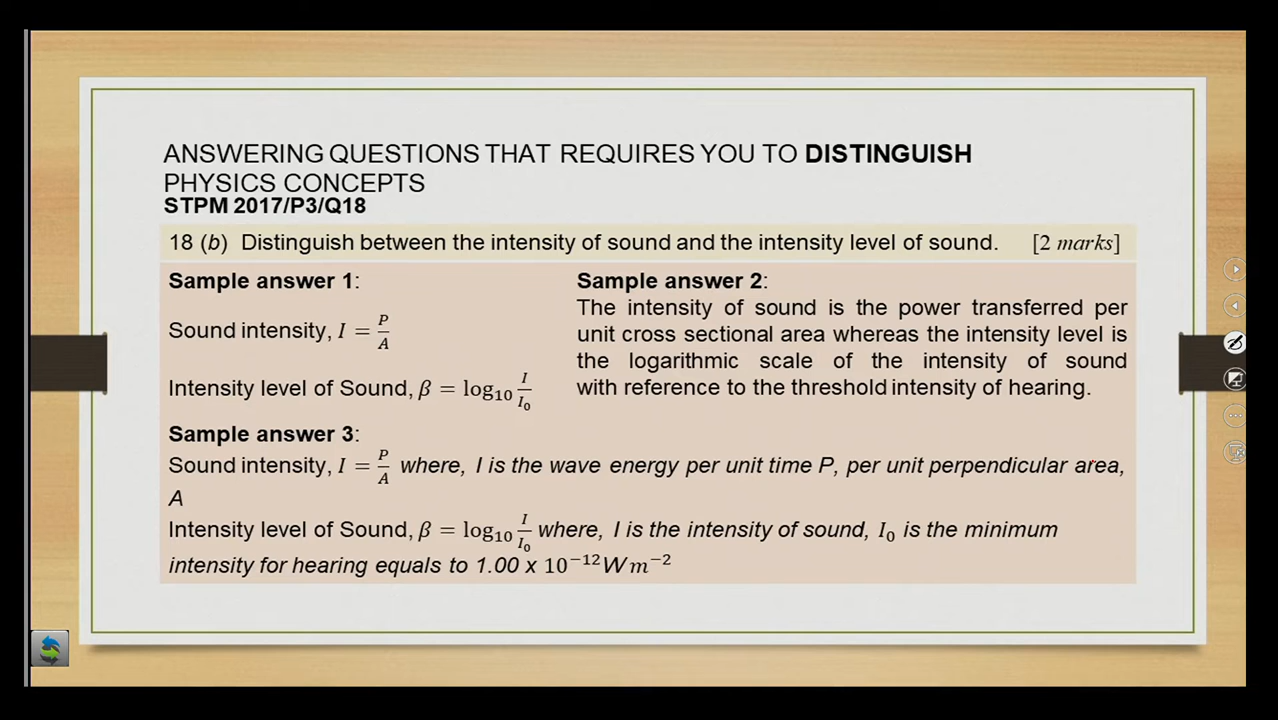 ANSWERING QUESTIONS THAT REQUIRES YOU TO DISTINGUISH
PHYSICS CONCEPTS
STPM 2017/P3/Q18
18 (b) Distinguish between the intensity of sound and the intensity level of sound. [2 marks]
Sample answer 1:
Sound intensity, I = P/A
Intensity level of Sound, β = log₁₀ I/I₀
Sample answer 2:
The intensity of sound is the power transferred per
unit cross sectional area whereas the intensity level is
the logarithmic scale of the intensity of sound
with reference to the threshold intensity of hearing.
Sample answer 3:
Sound intensity, I = P/A where, I is the wave energy per unit time P, per unit perpendicular area,
A
Intensity level of Sound, β = log₁₀ I/I₀ where, I is the intensity of sound, I₀ is the minimum
intensity for hearing equals to 1.00 x 10⁻¹²Wm⁻²